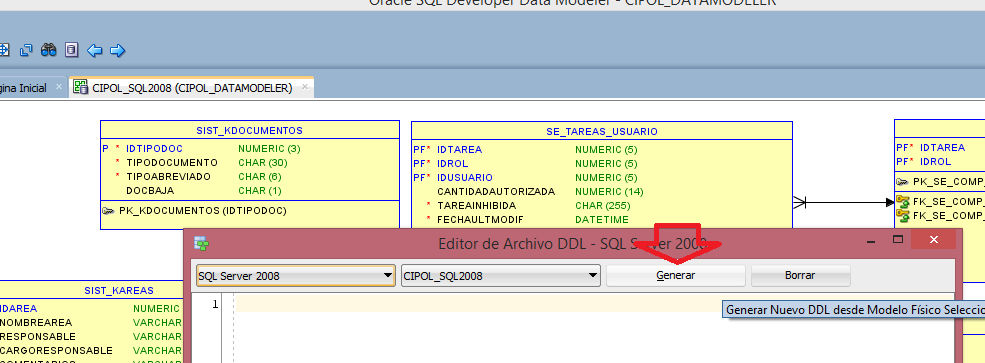 Oracle SQL Developer Data Modeler - CIPOL_DATAMODELER
gina Inicial
CIPOL_SQL2008 (CIPOL_DATAMODELER)
SIST_KDOCUMENTOS
P * IDTIPODOC NUMERIC (3)
* TIPODOCUMENTO CHAR (30)
* TIPOABREVIADO CHAR (6)
DOCBAJA CHAR (1)
PK_KDOCUMENTOS (IDTIPODOC)
SE_TAREAS_USUARIO
PF* IDTAREA NUMERIC (5)
PF* IDROL NUMERIC (5)
PF* IDUSUARIO NUMERIC (5)
CANTIDADAUTORIZADA NUMERIC (14)
* TAREAINHIBIDA CHAR (255)
* FECHAULTMODIF DATETIME
PF* IDTAREA
PF* IDROL
PK_SE_COMP_
FK_SE_COMP_
FK_SE_COMP_
Editor de Archivo DDL - SQL Server 2008
SQL Server 2008
CIPOL_SQL2008
Generar
Borrar
1
Generar Nuevo DDL desde Modelo Físico Seleccio
SIST_KAREAS
IDAREA NUMERIC
NOMBREAREA VARCHAR
RESPONSABLE VARCHAR
CARGORESPONSABLE VARCHAR